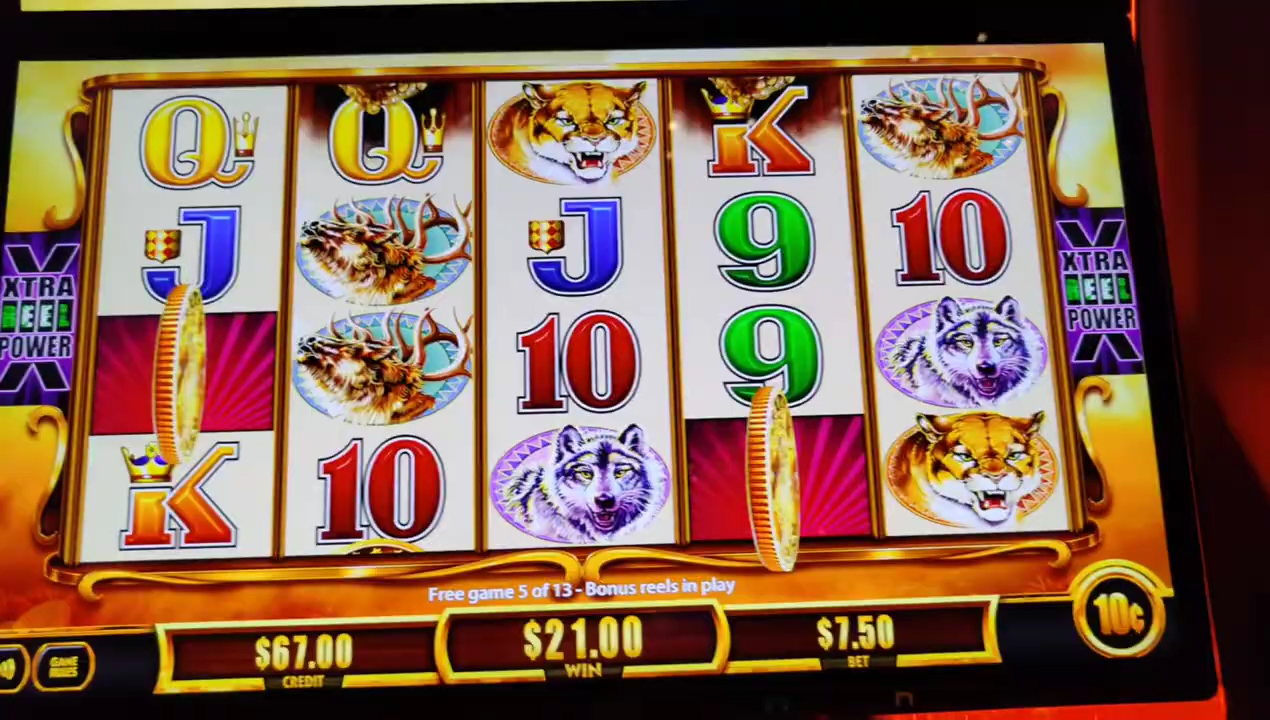 Q Q K
J J 9 10
10 9
K 10
XTRA
REEL
POWER
XTRA
REEL
POWER
Free game 5 of 13 - Bonus reels in play
$67.00
CREDIT
$21.00
WIN
$7.50
BET
10¢
GAME
RULES